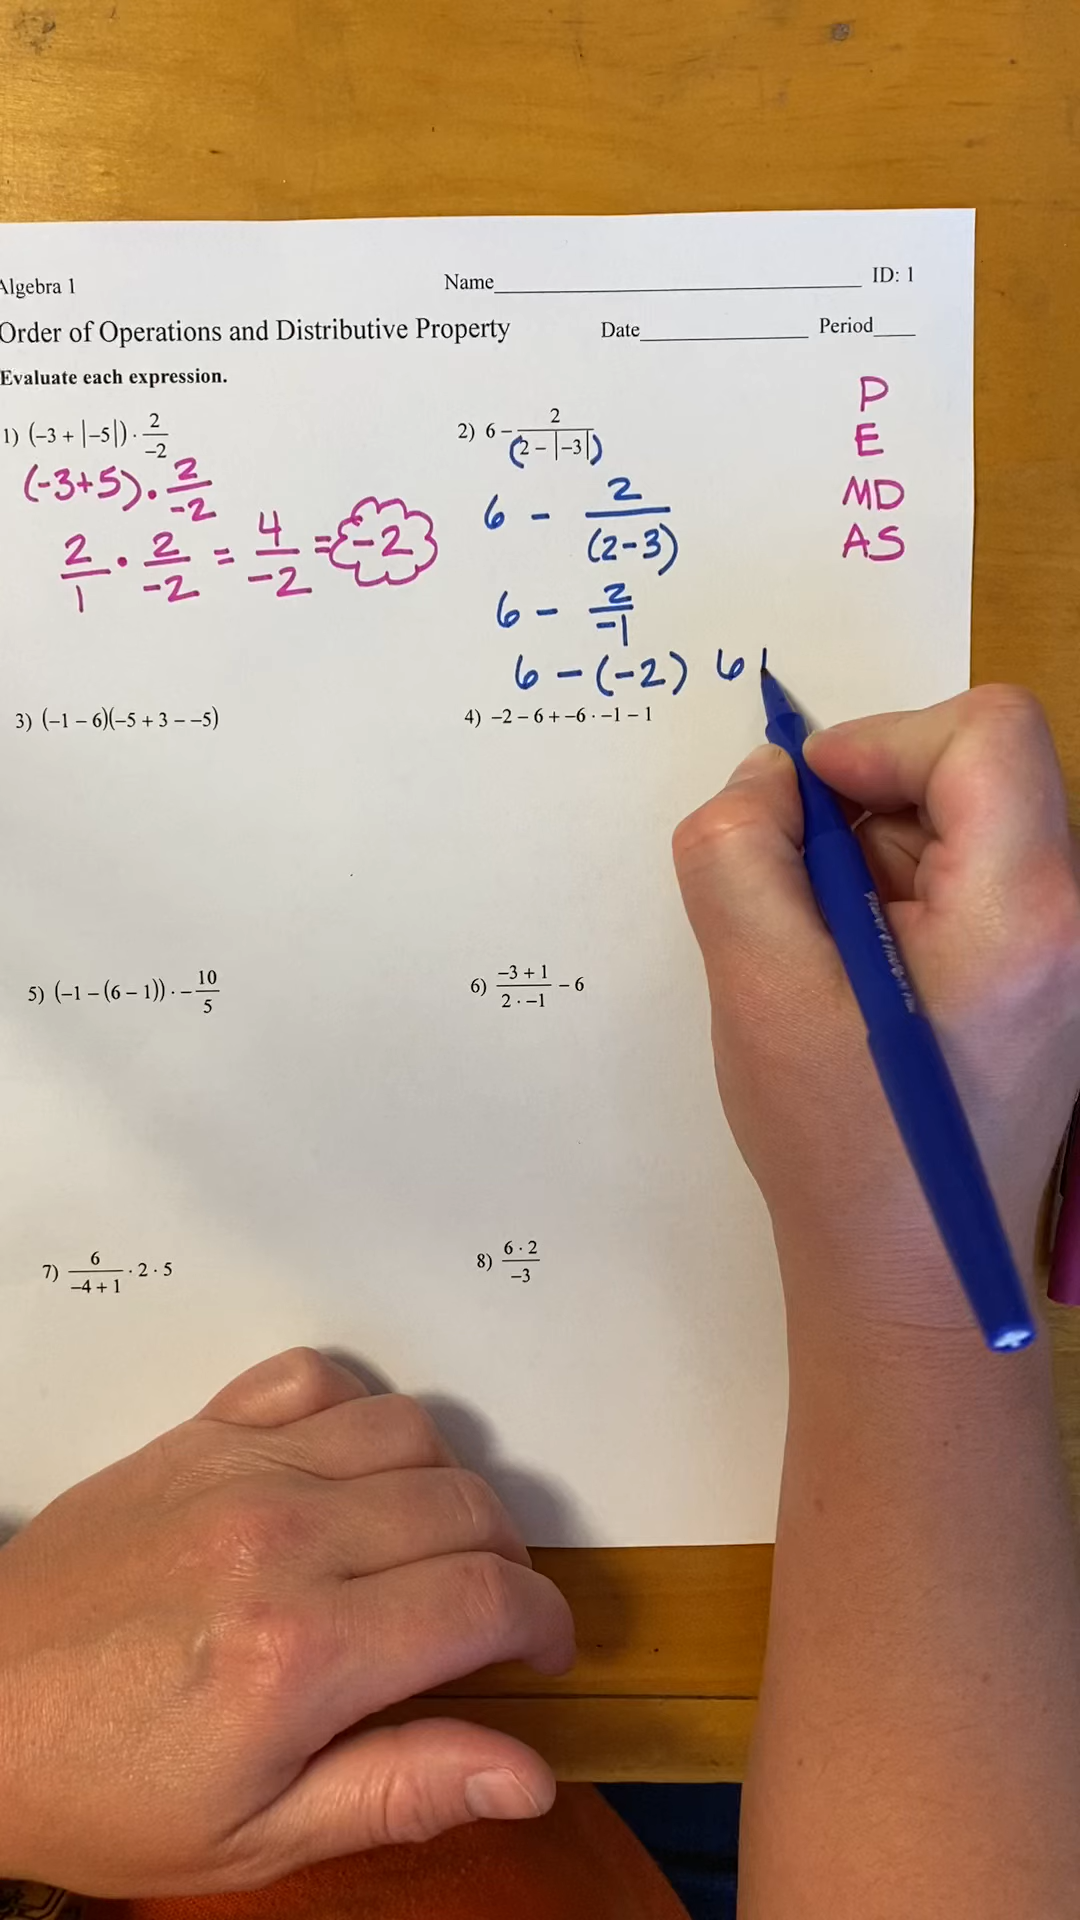 Algebra 1
Name____________________ ID: 1
Order of Operations and Distributive Property
Date__________ Period____
Evaluate each expression.
P
E
MD
AS
1) (−3 + |−5|) · 2/−2
(-3+5) · 2/-2
2/1 · 2/-2 = 4/-2 = -2
2) 6 − 2/(2 − |−3|)
6 - 2/(2-3)
6 - 2/-1
6 - (-2) 6
3) (−1 − 6)(−5 + 3 − −5)
4) −2 − 6 + −6 · −1 − 1
5) (−1 − (6 − 1)) · −10/5
6) (−3 + 1)/(2 · −1) − 6
7) 6/(−4 + 1) · 2 · 5
8) (6 · 2)/−3